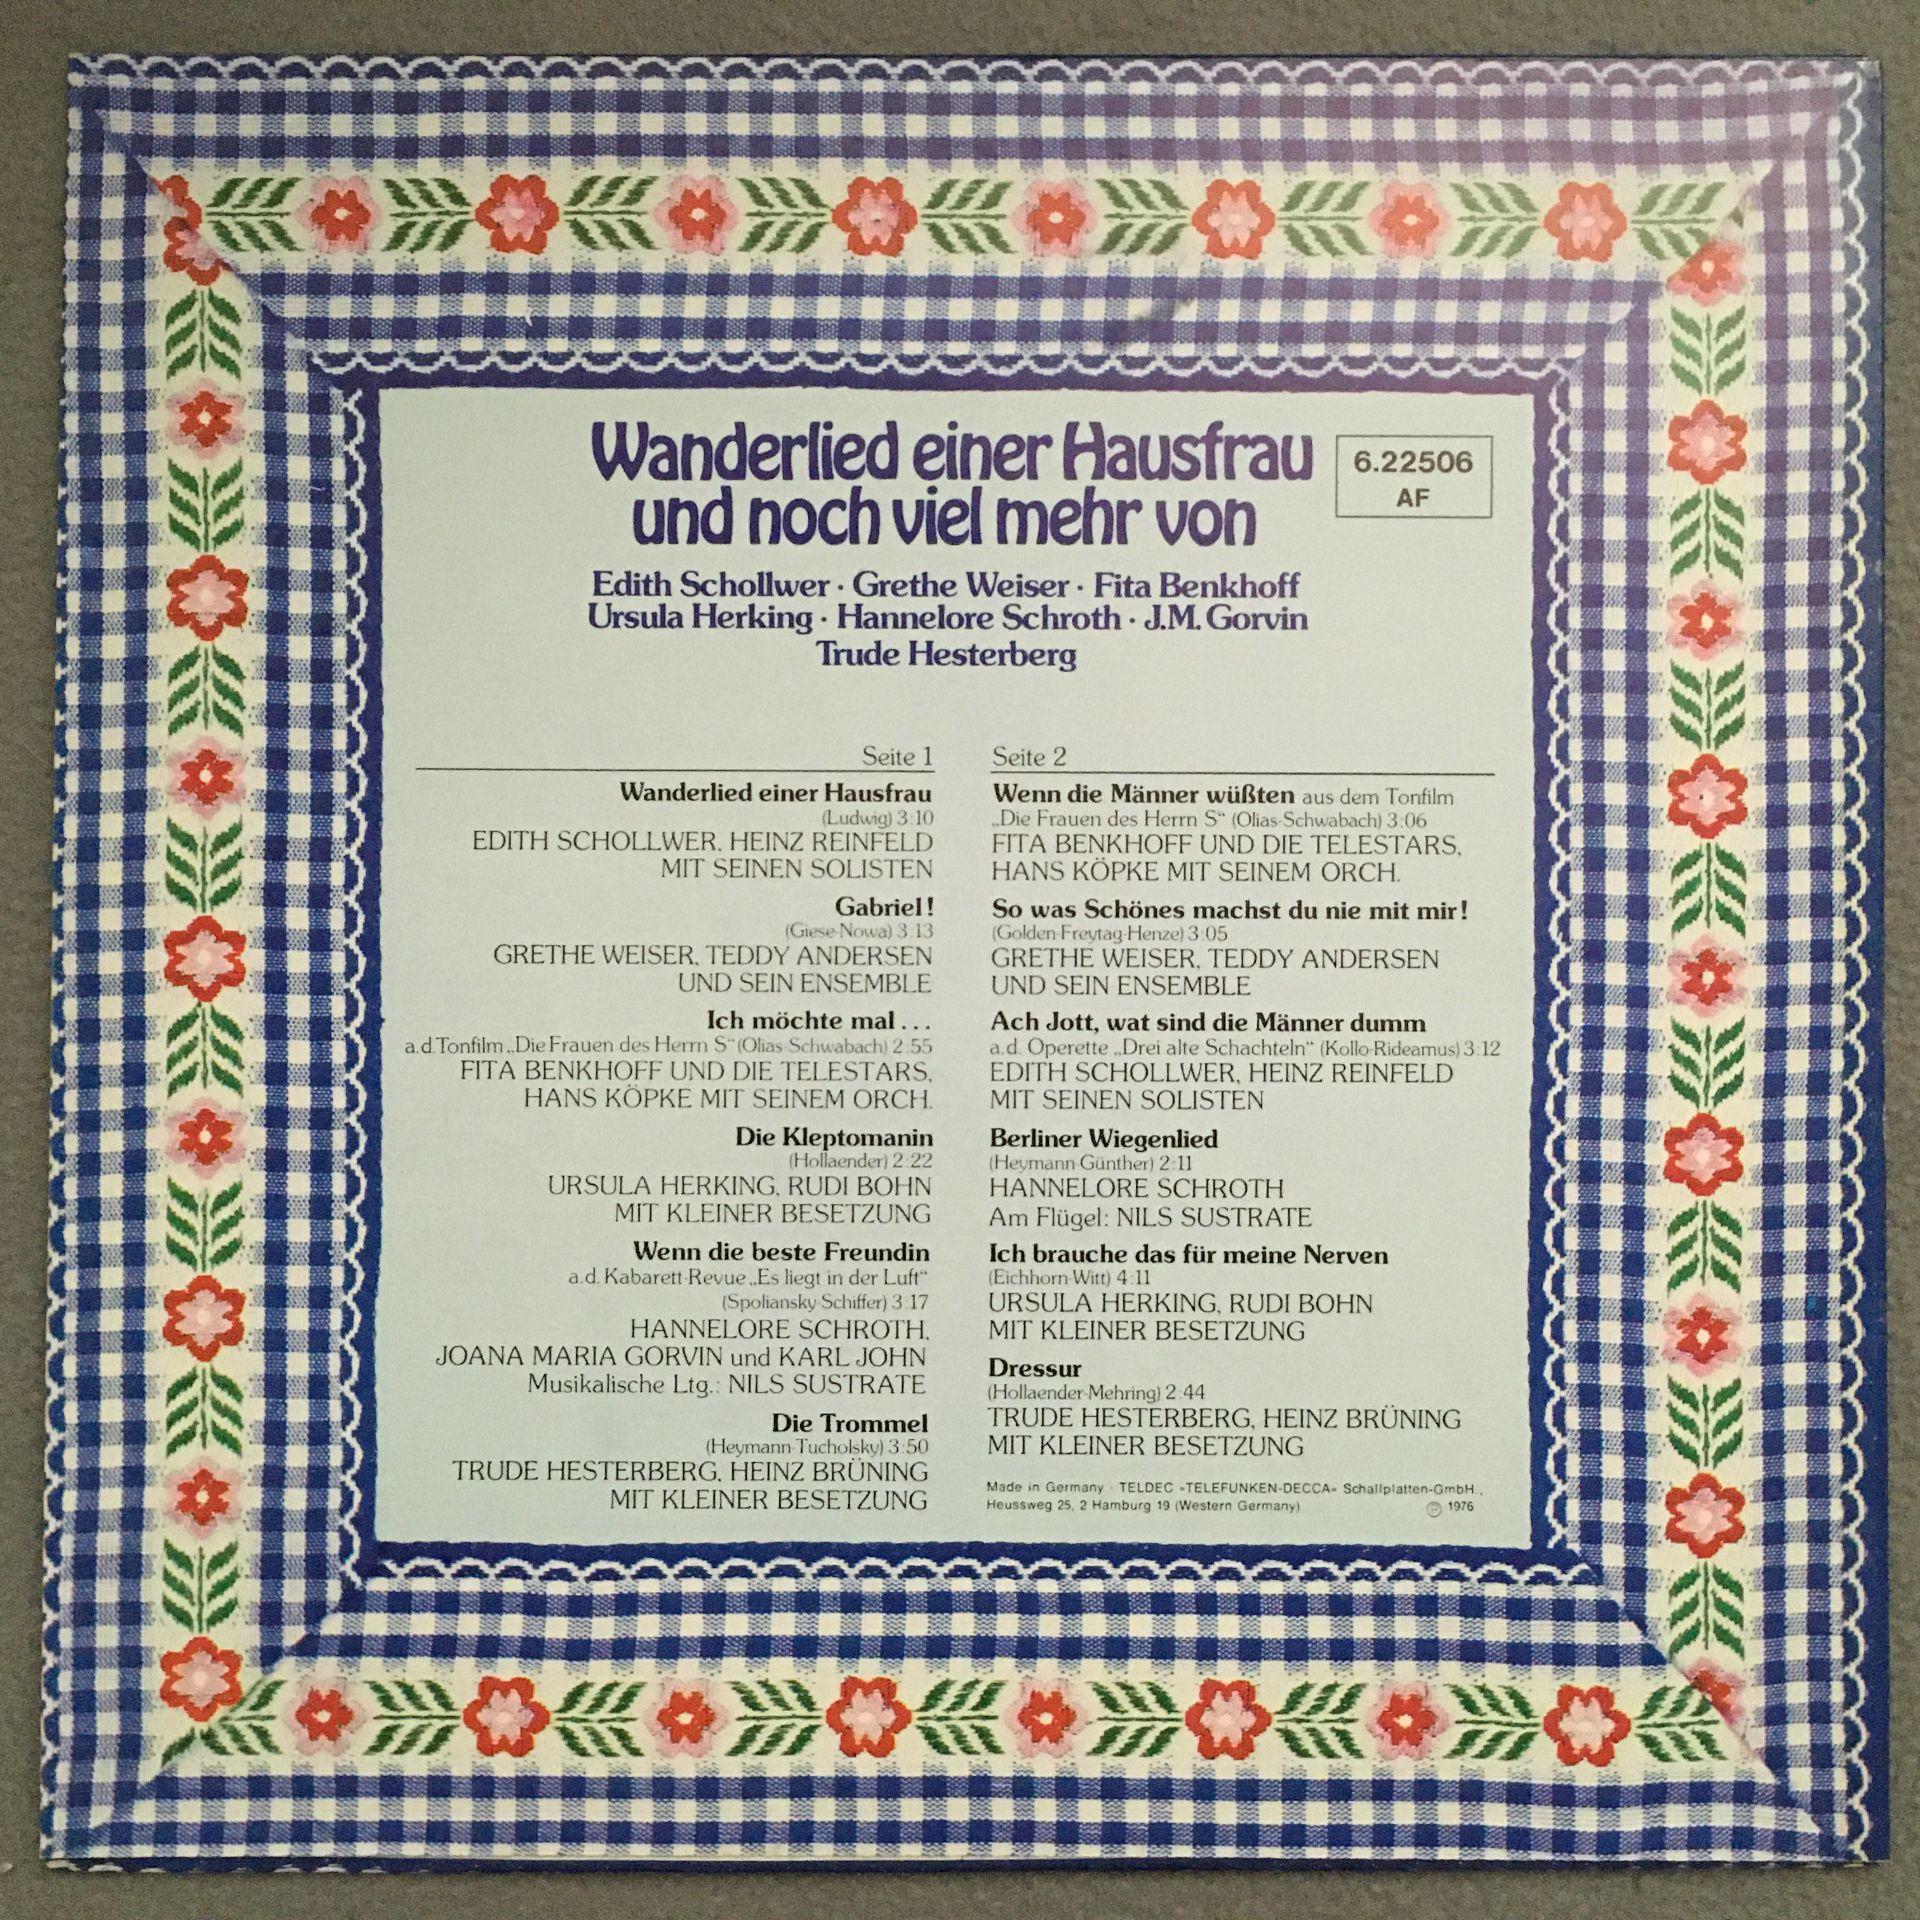 Wanderlied einer Hausfrau
und noch viel mehr von
6.22506
AF
Edith Schollwer · Grethe Weiser · Fita Benkhoff
Ursula Herking · Hannelore Schroth · J.M. Gorvin
Trude Hesterberg
Seite 1
Wanderlied einer Hausfrau
(Ludwig) 3:10
EDITH SCHOLLWER, HEINZ REINFELD
MIT SEINEN SOLISTEN
Gabriel!
(Giese-Nowa) 3:13
GRETHE WEISER, TEDDY ANDERSEN
UND SEIN ENSEMBLE
Ich möchte mal...
a.d. Tonfilm „Die Frauen des Herrn S“ (Olias-Schwabach) 2:55
FITA BENKHOFF UND DIE TELESTARS,
HANS KÖPKE MIT SEINEM ORCH.
Die Kleptomanin
(Hollaender) 2:22
URSULA HERKING, RUDI BOHN
MIT KLEINER BESETZUNG
Wenn die beste Freundin
a.d. Kabarett-Revue „Es liegt in der Luft“
(Spoliansky-Schiffer) 3:17
HANNELORE SCHROTH,
JOANA MARIA GORVIN und KARL JOHN
Musikalische Ltg.: NILS SUSTRATE
Die Trommel
(Heymann-Tucholsky) 3:50
TRUDE HESTERBERG, HEINZ BRÜNING
MIT KLEINER BESETZUNG
Seite 2
Wenn die Männer wüßten aus dem Tonfilm
„Die Frauen des Herrn S“ (Olias-Schwabach) 3:06
FITA BENKHOFF UND DIE TELESTARS,
HANS KÖPKE MIT SEINEM ORCH.
So was Schönes machst du nie mit mir!
(Golden-Freytag-Henze) 3:05
GRETHE WEISER, TEDDY ANDERSEN
UND SEIN ENSEMBLE
Ach Jott, wat sind die Männer dumm
a.d. Operette „Drei alte Schachteln“ (Kollo-Rideamus) 3:12
EDITH SCHOLLWER, HEINZ REINFELD
MIT SEINEN SOLISTEN
Berliner Wiegenlied
(Heymann-Günther) 2:11
HANNELORE SCHROTH
Am Flügel: NILS SUSTRATE
Ich brauche das für meine Nerven
(Eichhorn-Witt) 4:11
URSULA HERKING, RUDI BOHN
MIT KLEINER BESETZUNG
Dressur
(Hollaender-Mehring) 2:44
TRUDE HESTERBERG, HEINZ BRÜNING
MIT KLEINER BESETZUNG
Made in Germany · TELDEC »TELEFUNKEN-DECCA« Schallplatten-GmbH.,
Heussweg 25, 2 Hamburg 19 (Western Germany) ℗ 1976